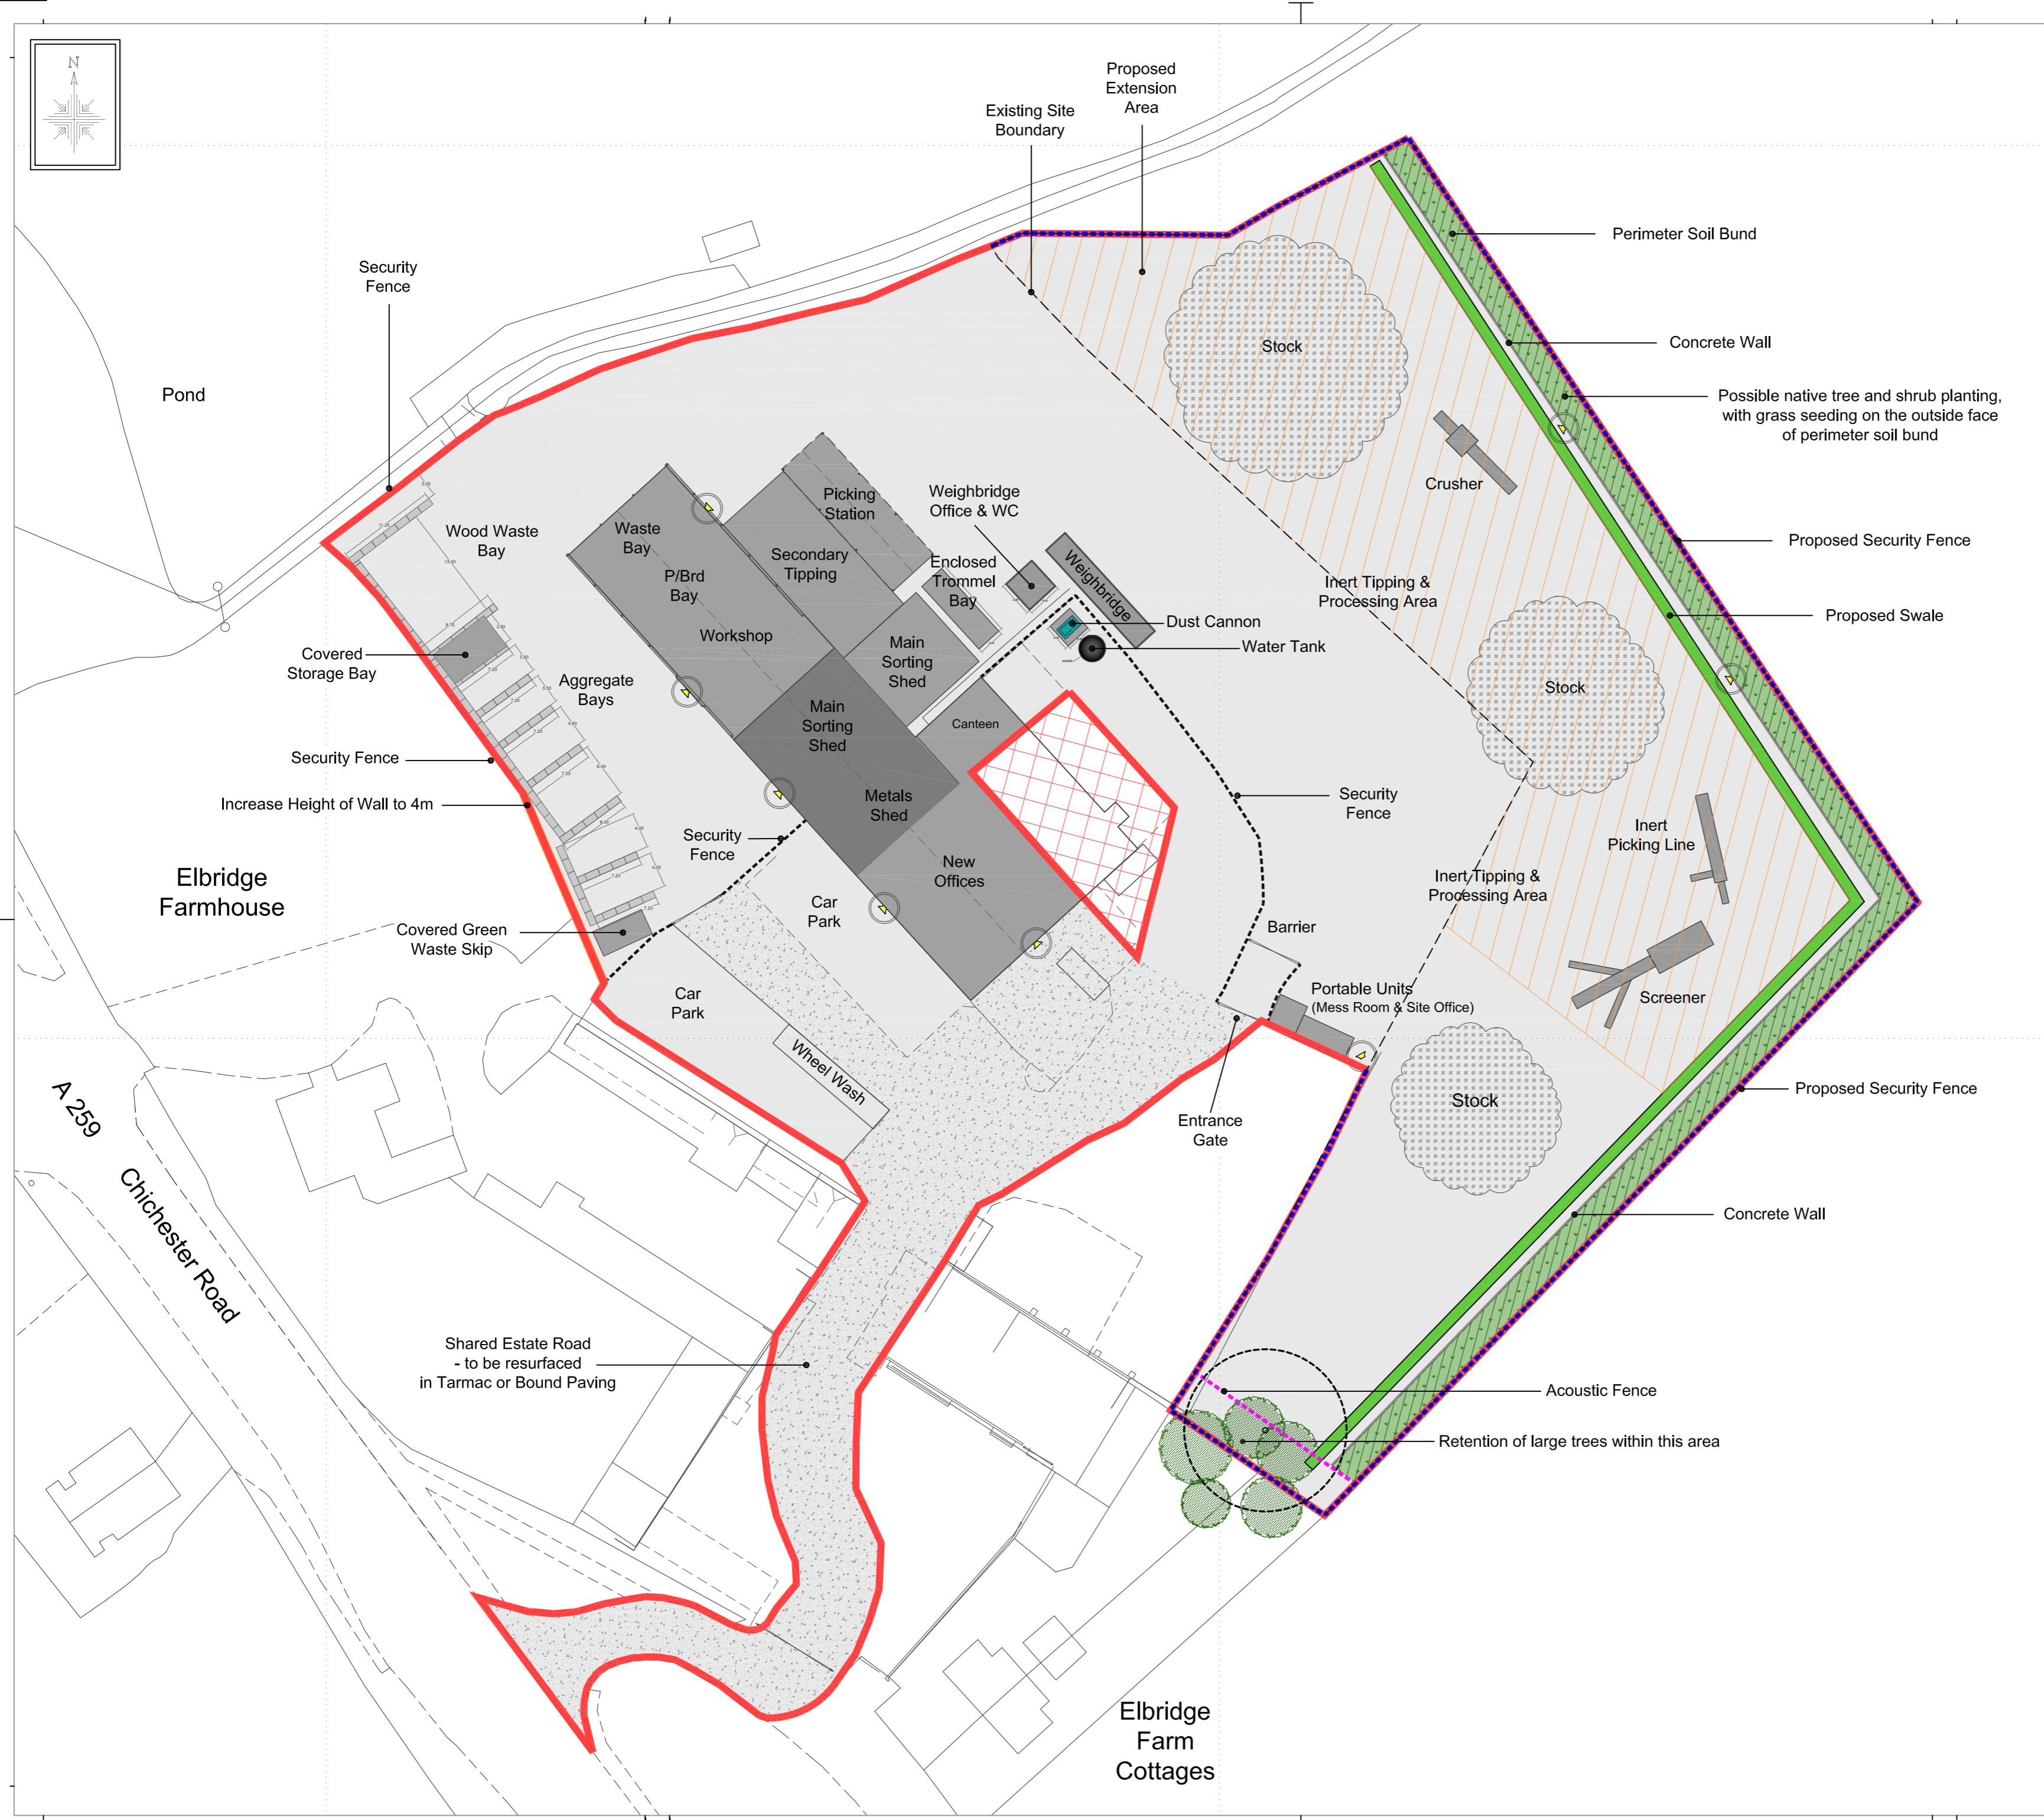 N
Proposed
Extension
Area
Existing Site
Boundary
Security
Fence
Pond
Perimeter Soil Bund
Concrete Wall
Possible native tree and shrub planting,
with grass seeding on the outside face
of perimeter soil bund
Proposed Security Fence
Proposed Swale
Stock
Crusher
Inert Tipping &
Processing Area
Wood Waste
Bay
Waste
Bay
P/Brd
Bay
Workshop
Picking
Station
Secondary
Tipping
Weighbridge
Office & WC
Enclosed
Trommel
Bay
Weighbridge
Dust Cannon
Water Tank
Main
Sorting
Shed
Covered
Storage Bay
Aggregate
Bays
Main
Sorting
Shed
Canteen
Stock
Security Fence
Increase Height of Wall to 4m
Metals
Shed
Security
Fence
Security
Fence
New
Offices
Inert
Picking Line
Inert Tipping &
Processing Area
Elbridge
Farmhouse
Car
Park
Covered Green
Waste Skip
Barrier
Car
Park
Portable Units
(Mess Room & Site Office)
Screener
Wheel Wash
Entrance
Gate
Stock
Proposed Security Fence
A 259
Chichester Road
Concrete Wall
Shared Estate Road
- to be resurfaced
in Tarmac or Bound Paving
Acoustic Fence
Retention of large trees within this area
Elbridge
Farm
Cottages